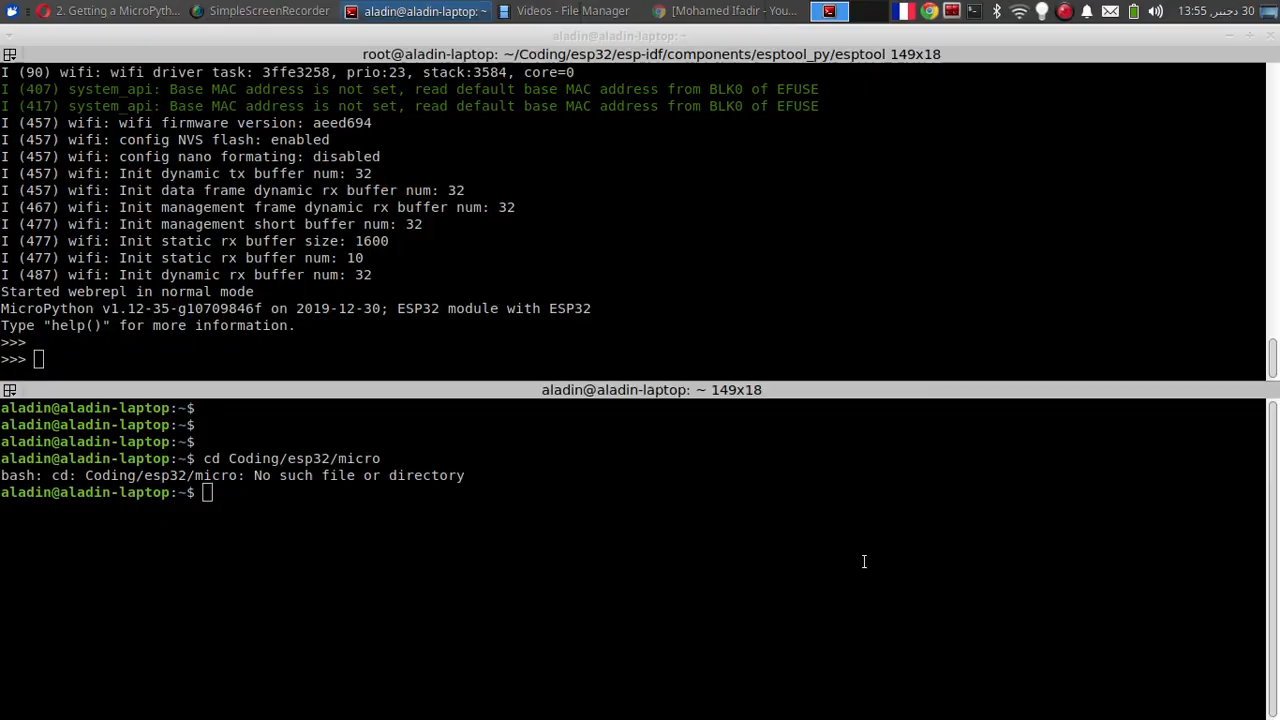 2. Getting a MicroPyth...
SimpleScreenRecorder
aladin@aladin-laptop: ~
Videos - File Manager
[Mohamed Ifadir - You...
13:55 دجنبر, 30
aladin@aladin-laptop: ~
root@aladin-laptop: ~/Coding/esp32/esp-idf/components/esptool_py/esptool 149x18
I (90) wifi: wifi driver task: 3ffe3258, prio:23, stack:3584, core=0
I (407) system_api: Base MAC address is not set, read default base MAC address from BLK0 of EFUSE
I (417) system_api: Base MAC address is not set, read default base MAC address from BLK0 of EFUSE
I (457) wifi: wifi firmware version: aeed694
I (457) wifi: config NVS flash: enabled
I (457) wifi: config nano formating: disabled
I (457) wifi: Init dynamic tx buffer num: 32
I (457) wifi: Init data frame dynamic rx buffer num: 32
I (467) wifi: Init management frame dynamic rx buffer num: 32
I (477) wifi: Init management short buffer num: 32
I (477) wifi: Init static rx buffer size: 1600
I (477) wifi: Init static rx buffer num: 10
I (487) wifi: Init dynamic rx buffer num: 32
Started webrepl in normal mode
MicroPython v1.12-35-g10709846f on 2019-12-30; ESP32 module with ESP32
Type "help()" for more information.
>>>
>>>
aladin@aladin-laptop: ~ 149x18
aladin@aladin-laptop:~$
aladin@aladin-laptop:~$
aladin@aladin-laptop:~$
aladin@aladin-laptop:~$ cd Coding/esp32/micro
bash: cd: Coding/esp32/micro: No such file or directory
aladin@aladin-laptop:~$